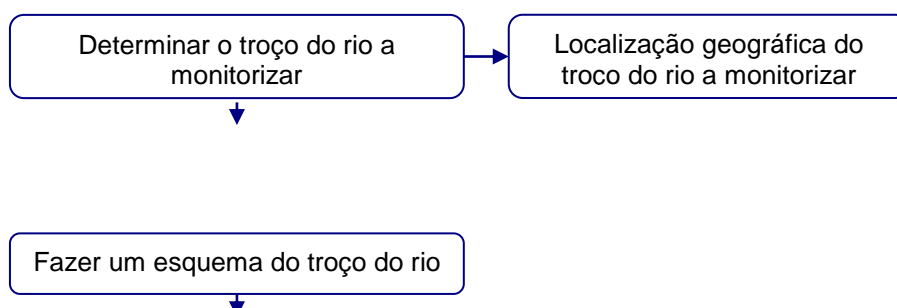 Determinar o troço do rio a
monitorizar
Localização geográfica do
troco do rio a monitorizar
Fazer um esquema do troço do rio